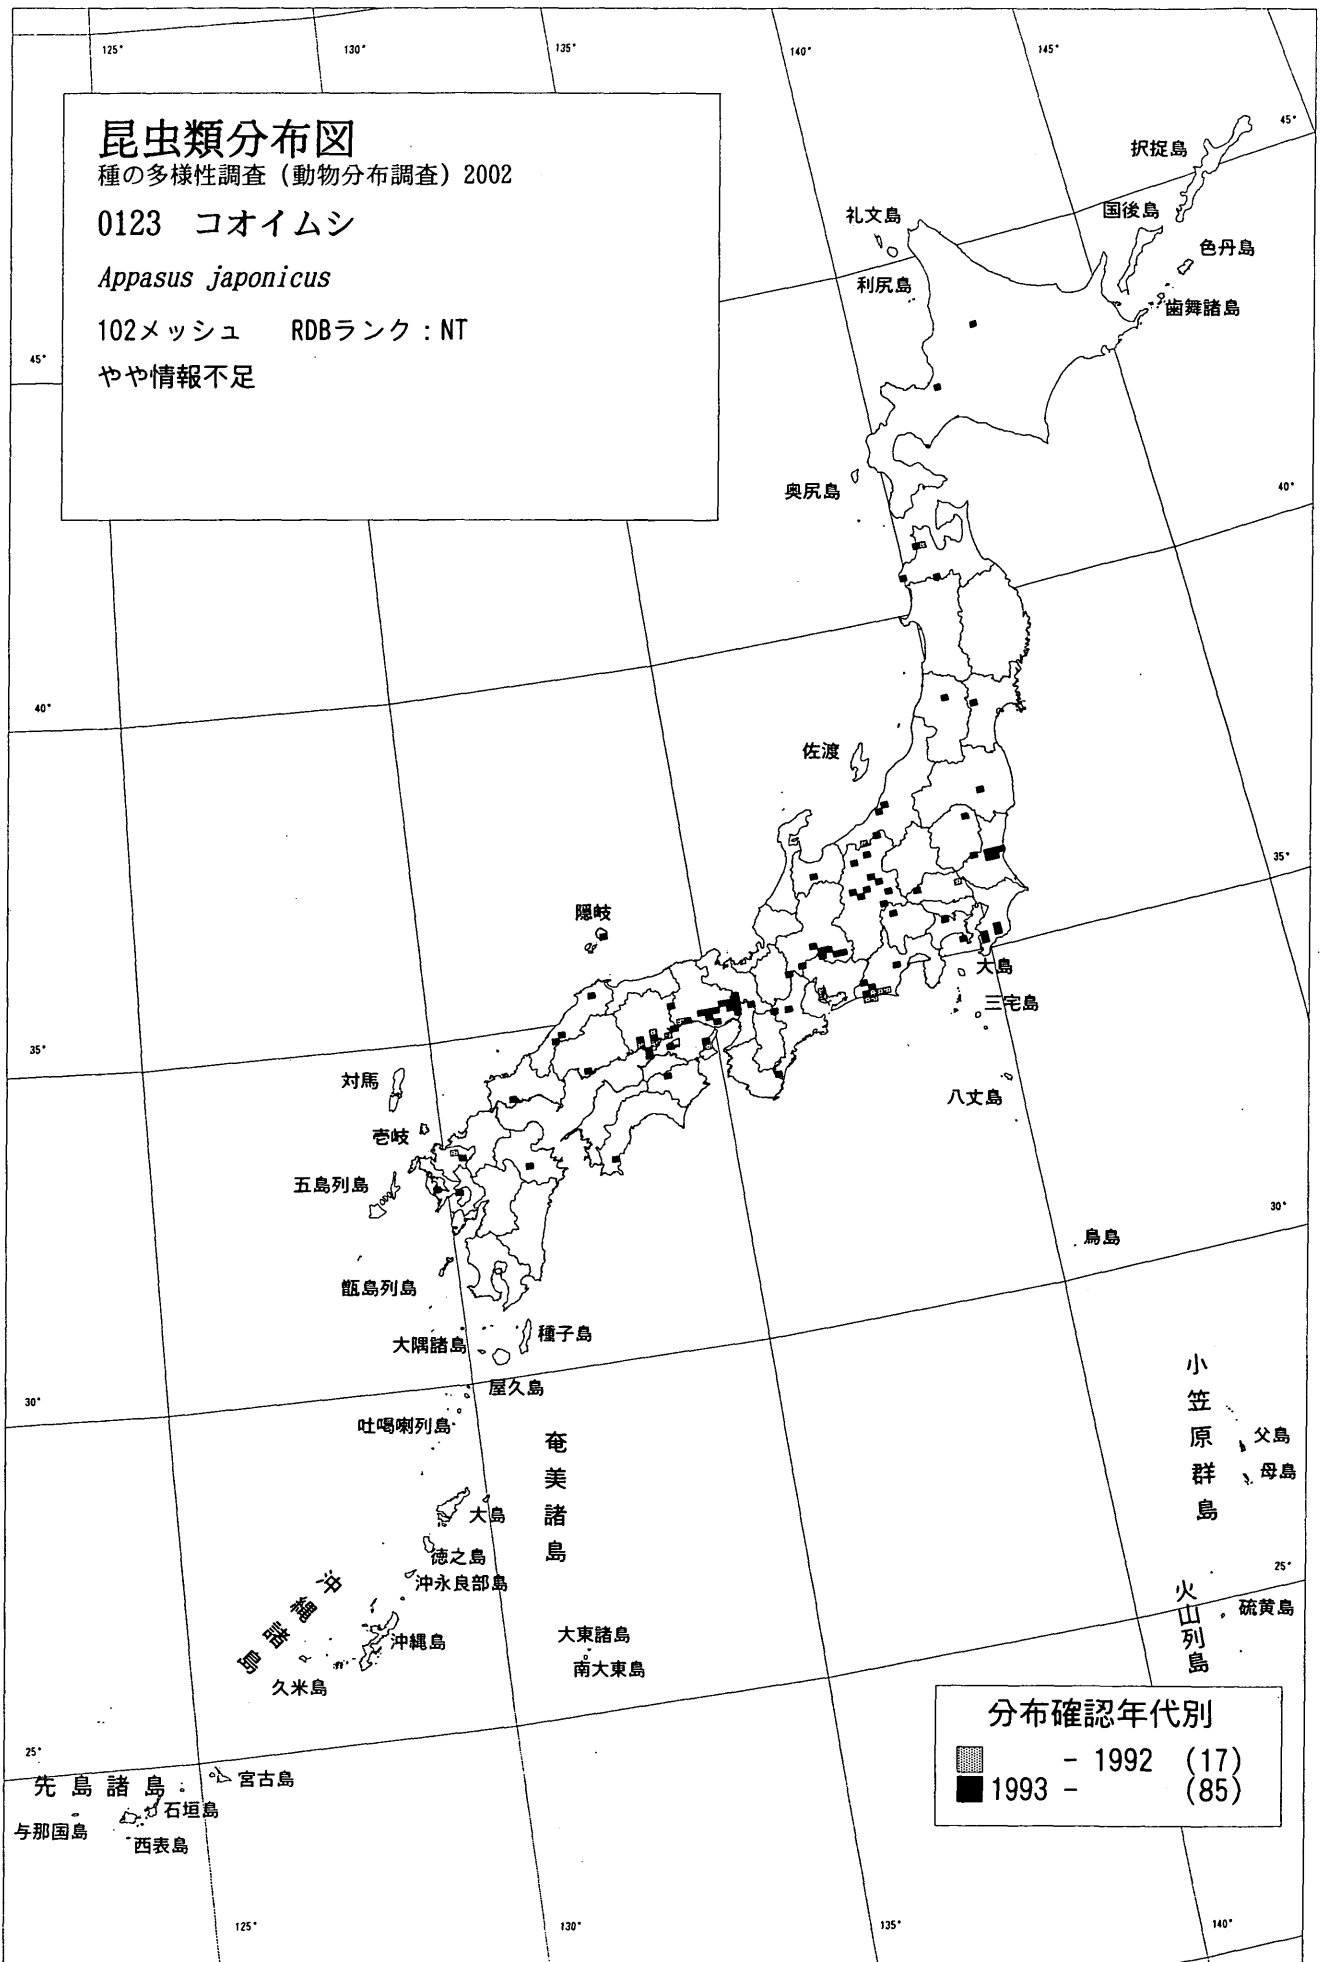 125°
130°
135°
140°
145°
昆虫類分布図
種の多様性調査（動物分布調査）2002
0123　コオイムシ
Appasus japonicus
102メッシュ　RDBランク：NT
やや情報不足
45°
択捉島
国後島
礼文島
色丹島
利尻島
歯舞諸島
45°
奥尻島
40°
40°
佐渡
35°
隠岐
大島
三宅島
35°
対馬
八丈島
壱岐
五島列島
30°
鳥島
甑島列島
大隅諸島
種子島
屋久島
30°
吐喝喇列島
小笠原群島
父島
母島
奄美諸島
大島
徳之島
沖永良部島
25°
沖縄諸島
火山列島
硫黄島
沖縄島
大東諸島
南大東島
久米島
分布確認年代別
- 1992 (17)
1993 - (85)
25°
先島諸島
宮古島
石垣島
与那国島
西表島
125°
130°
135°
140°